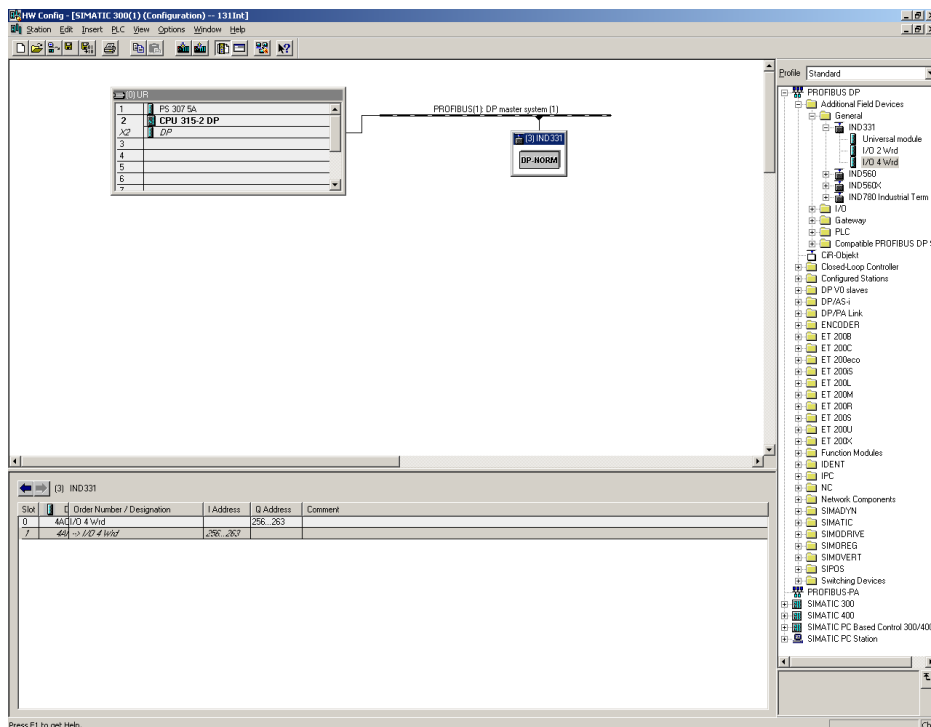 HW Config - [SIMATIC 300(1) (Configuration) -- 131Int]
Station Edit Insert PLC View Options Window Help
(0) UR
1 PS 307 5A
2 CPU 315-2 DP
X2 DP
3
4
5
6
7
PROFIBUS(1): DP master system (1)
(3) IND331
DP-NORM
Profile Standard
PROFIBUS DP
Additional Field Devices
General
IND331
Universal module
I/O 2 Wrd
I/O 4 Wrd
IND560
IND560X
IND780 Industrial Term
I/O
Gateway
PLC
Compatible PROFIBUS DP
CiR-Objekt
Closed-Loop Controller
Configured Stations
DP V0 slaves
DP/AS-i
DP/PA Link
ENCODER
ET 200B
ET 200C
ET 200eco
ET 200iS
ET 200L
ET 200M
ET 200R
ET 200S
ET 200U
ET 200X
Function Modules
IDENT
IPC
NC
Network Components
SIMADYN
SIMATIC
SIMODRIVE
SIMOREG
SIMOVERT
SIPOS
Switching Devices
PROFIBUS-PA
SIMATIC 300
SIMATIC 400
SIMATIC PC Based Control 300/400
SIMATIC PC Station
(3) IND331
Slot Order Number / Designation I Address Q Address Comment
0 I/O 4 Wrd 256...263
1 --> I/O 4 Wrd 256...263
Press F1 to get Help.
Ch